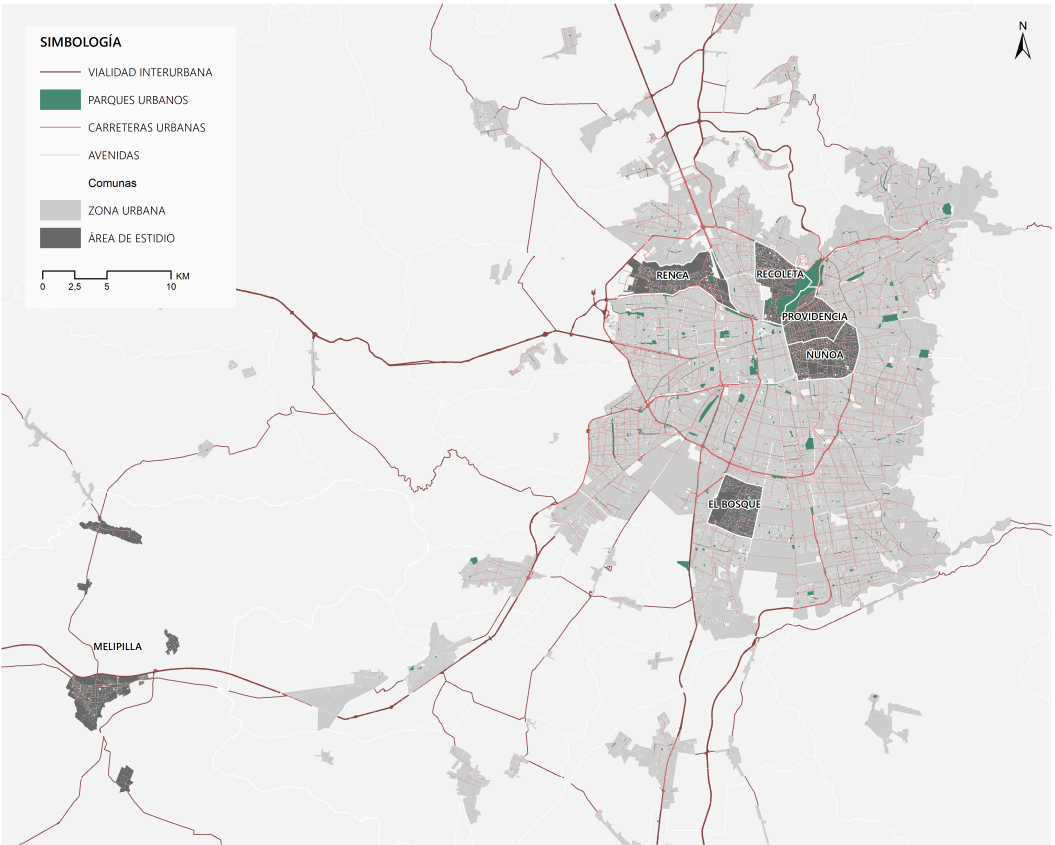 SIMBOLOGÍA
VIALIDAD INTERURBANA
PARQUES URBANOS
CARRETERAS URBANAS
AVENIDAS
Comunas
ZONA URBANA
ÁREA DE ESTIDIO
KM
0 2,5 5 10
N
RENCA
RECOLETA
PROVIDENCIA
ÑUÑOA
EL BOSQUE
MELIPILLA